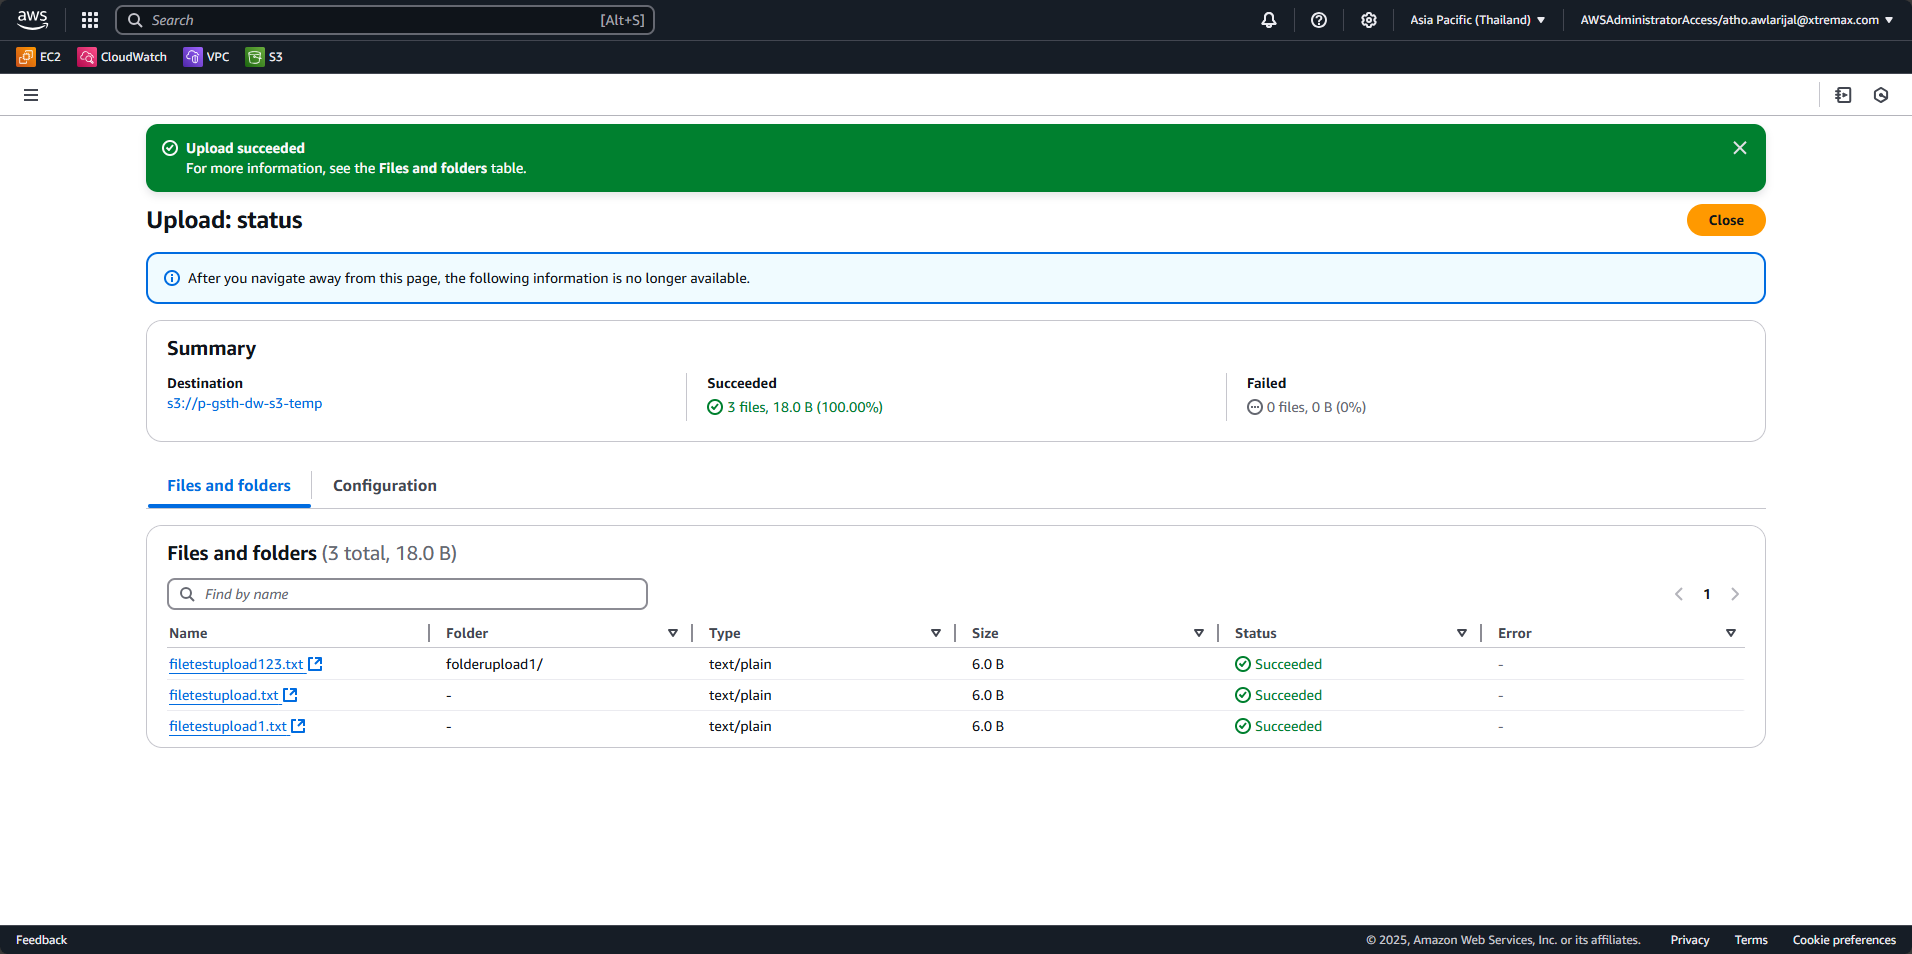 aws
Search [Alt+S]
Asia Pacific (Thailand) AWSAdministratorAccess/atho.awlarijal@xtremax.com
EC2 CloudWatch VPC S3
Upload succeeded
For more information, see the Files and folders table.
Upload: status
Close
After you navigate away from this page, the following information is no longer available.
Summary
Destination Succeeded Failed
s3://p-gsth-dw-s3-temp 3 files, 18.0 B (100.00%) 0 files, 0 B (0%)
Files and folders Configuration
Files and folders (3 total, 18.0 B)
Find by name
1
Name Folder Type Size Status Error
filetestupload123.txt folderupload1/ text/plain 6.0 B Succeeded -
filetestupload.txt - text/plain 6.0 B Succeeded -
filetestupload1.txt - text/plain 6.0 B Succeeded -
Feedback © 2025, Amazon Web Services, Inc. or its affiliates. Privacy Terms Cookie preferences